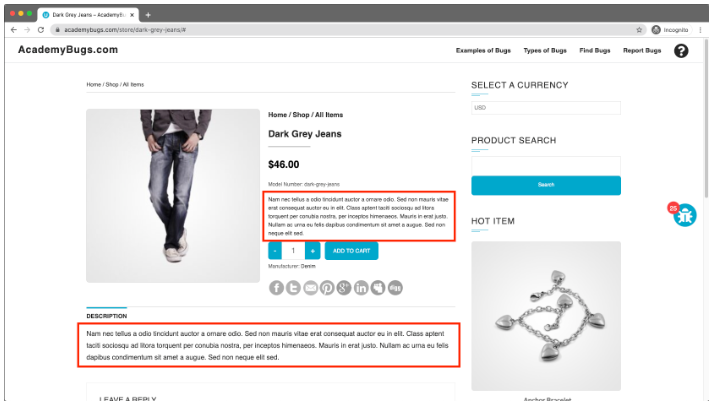 Dark Grey Jeans – AcademyBu
academybugs.com/store/dark-grey-jeans/#
Incognito
AcademyBugs.com
Examples of Bugs
Types of Bugs
Find Bugs
Report Bugs
?
Home / Shop / All Items
Home / Shop / All Items
Dark Grey Jeans
$46.00
Model Number: dark-grey-jeans
Nam nec tellus a odio tincidunt auctor a ornare odio. Sed non mauris vitae
erat consequat auctor eu in elit. Class aptent taciti sociosqu ad litora
torquent per conubia nostra, per inceptos himenaeos. Mauris in erat justo.
Nullam ac urna eu felis dapibus condimentum sit amet a augue. Sed non
neque elit sed.
- 1 + ADD TO CART
Manufacturer: Denim
digg
DESCRIPTION
Nam nec tellus a odio tincidunt auctor a ornare odio. Sed non mauris vitae erat consequat auctor eu in elit. Class aptent
taciti sociosqu ad litora torquent per conubia nostra, per inceptos himenaeos. Mauris in erat justo. Nullam ac urna eu felis
dapibus condimentum sit amet a augue. Sed non neque elit sed.
LEAVE A REPLY
SELECT A CURRENCY
USD
PRODUCT SEARCH
Search
HOT ITEM
25
Anchor Bracelet